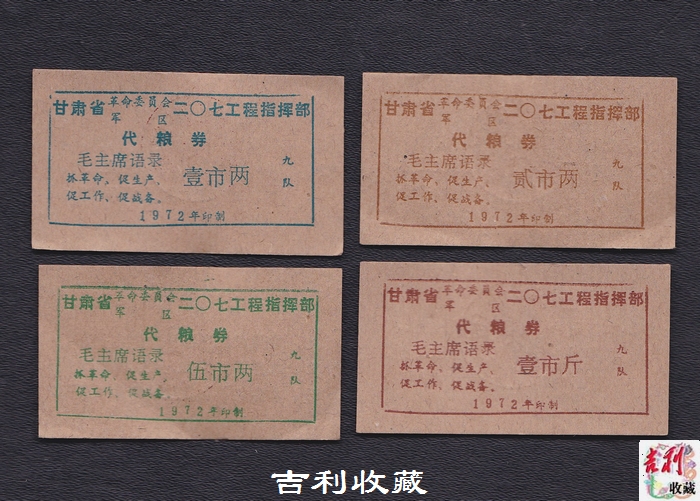 甘肃省 革命委员会 二〇七工程指挥部
军 区
代粮券
毛主席语录 壹市两 九
抓革命、促生产、 队
促工作、促战备。
1972年印制
甘肃省 革命委员会 二〇七工程指挥部
军 区
代粮券
毛主席语录 贰市两 九
抓革命、促生产、 队
促工作、促战备。
1972年印制
甘肃省 革命委员会 二〇七工程指挥部
军 区
代粮券
毛主席语录 伍市两 九
抓革命、促生产、 队
促工作、促战备。
1972年印制
甘肃省 革命委员会 二〇七工程指挥部
军 区
代粮券
毛主席语录 壹市斤 九
抓革命、促生产、 队
促工作、促战备。
1972年印制
吉利收藏
吉利
收藏